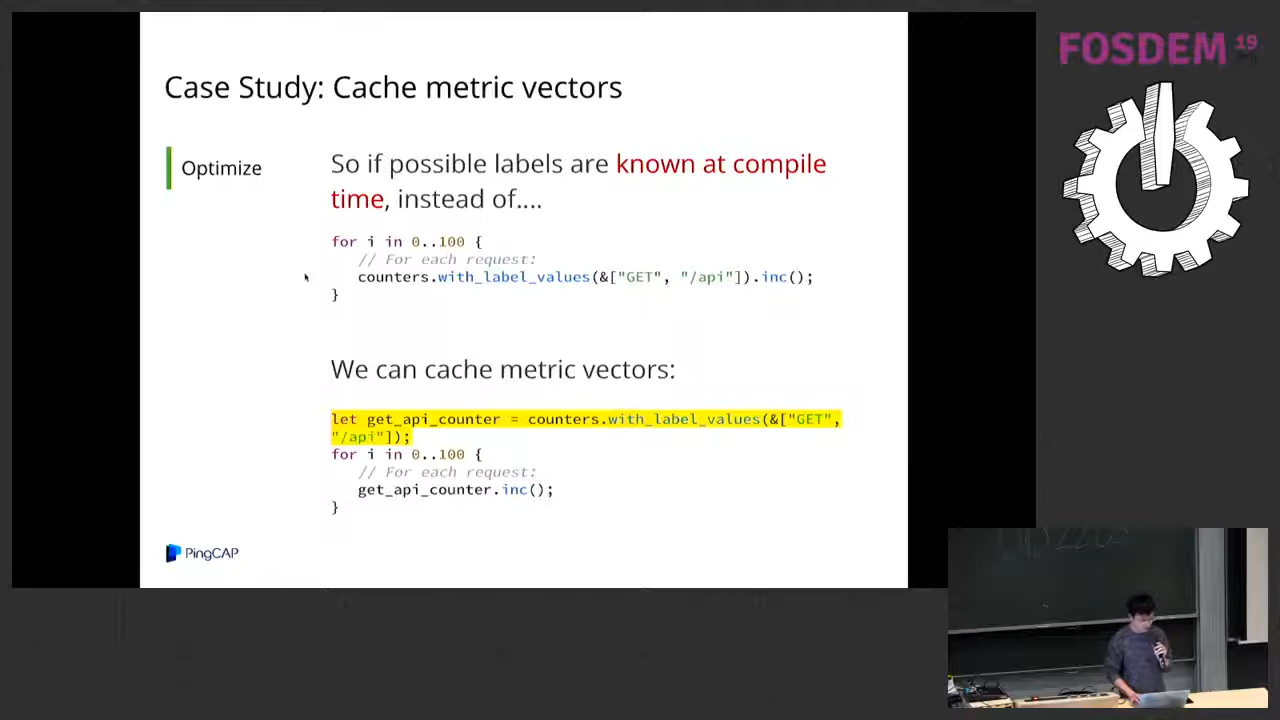 FOSDEM 19
Case Study: Cache metric vectors
Optimize
So if possible labels are known at compile
time, instead of....
for i in 0..100 {
// For each request:
counters.with_label_values(&["GET", "/api"]).inc();
}
We can cache metric vectors:
let get_api_counter = counters.with_label_values(&["GET",
"/api"]);
for i in 0..100 {
// For each request:
get_api_counter.inc();
}
PingCAP